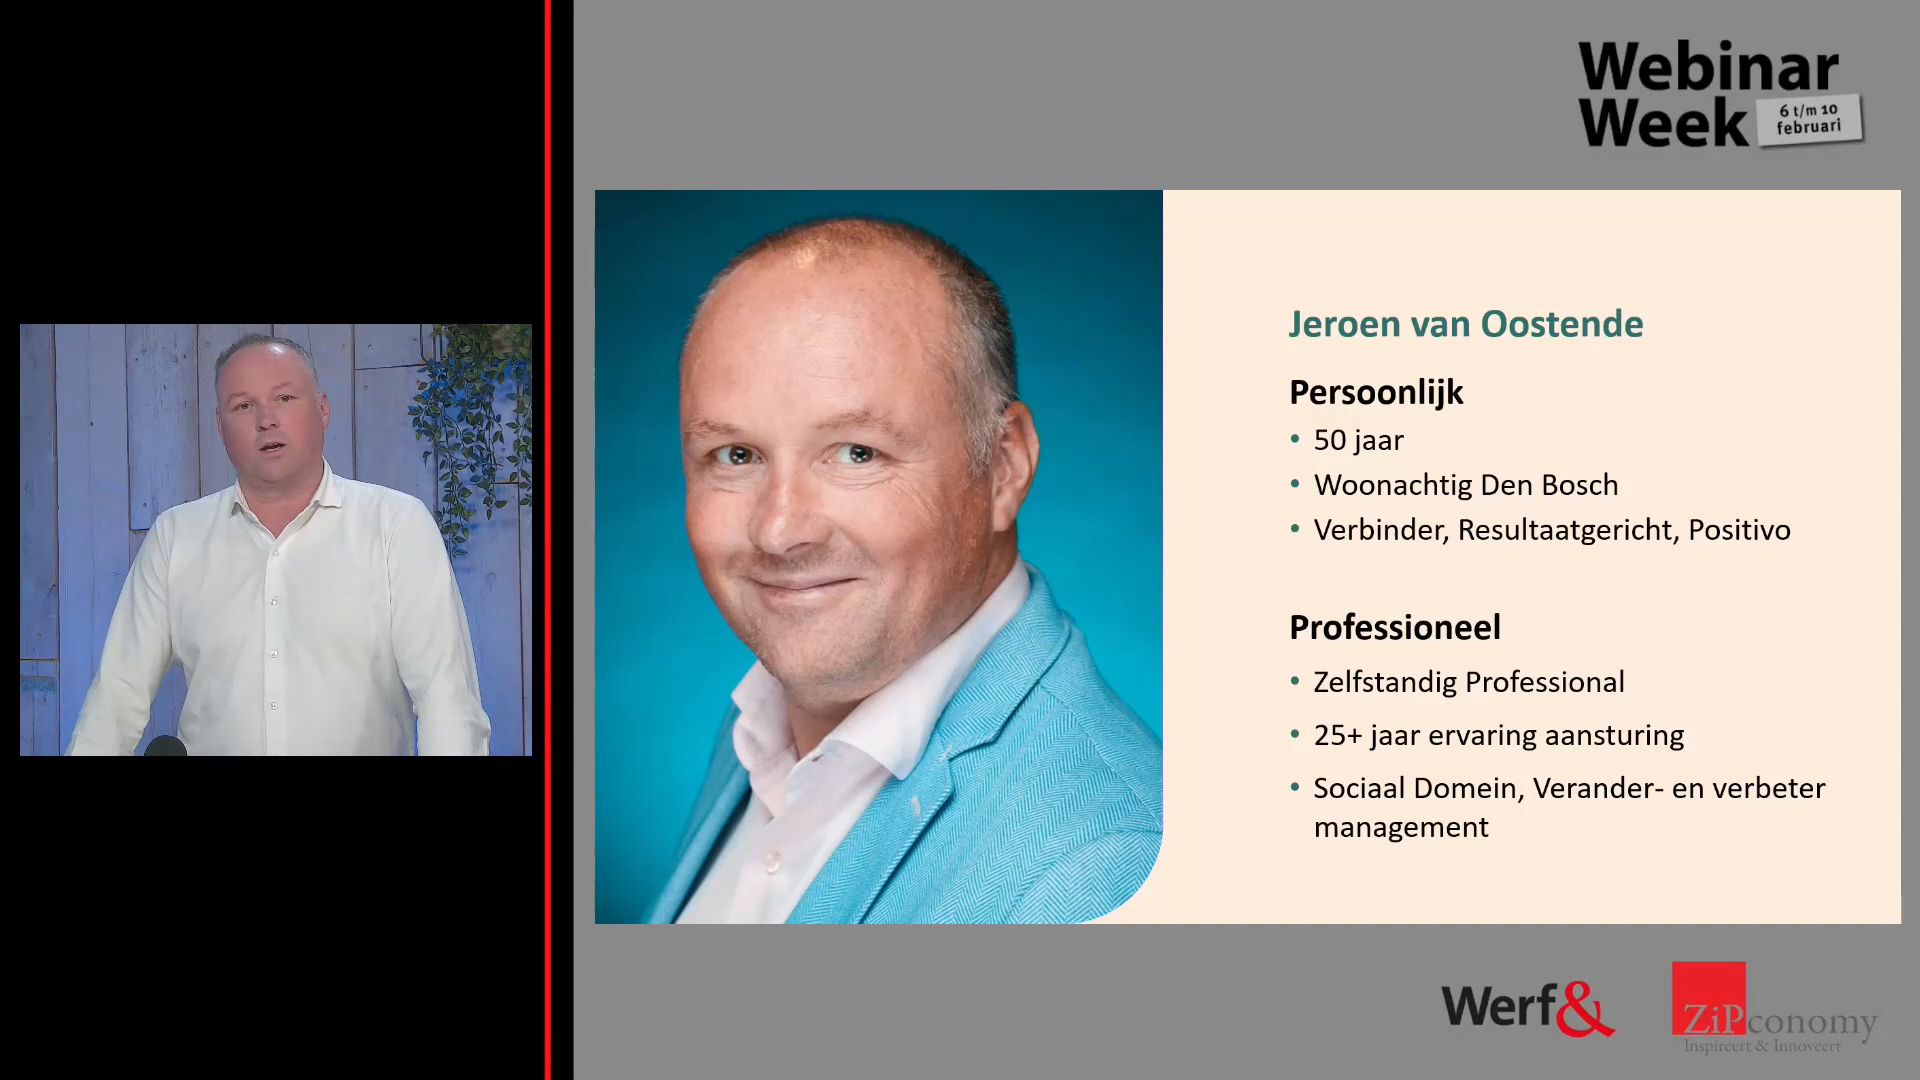 Webinar
Week
6 t/m 10
februari
Jeroen van Oostende
Persoonlijk
• 50 jaar
• Woonachtig Den Bosch
• Verbinder, Resultaatgericht, Positivo
Professioneel
• Zelfstandig Professional
• 25+ jaar ervaring aansturing
• Sociaal Domein, Verander- en verbeter
management
Werf&
ZiPconomy
Inspireert & Innoveert